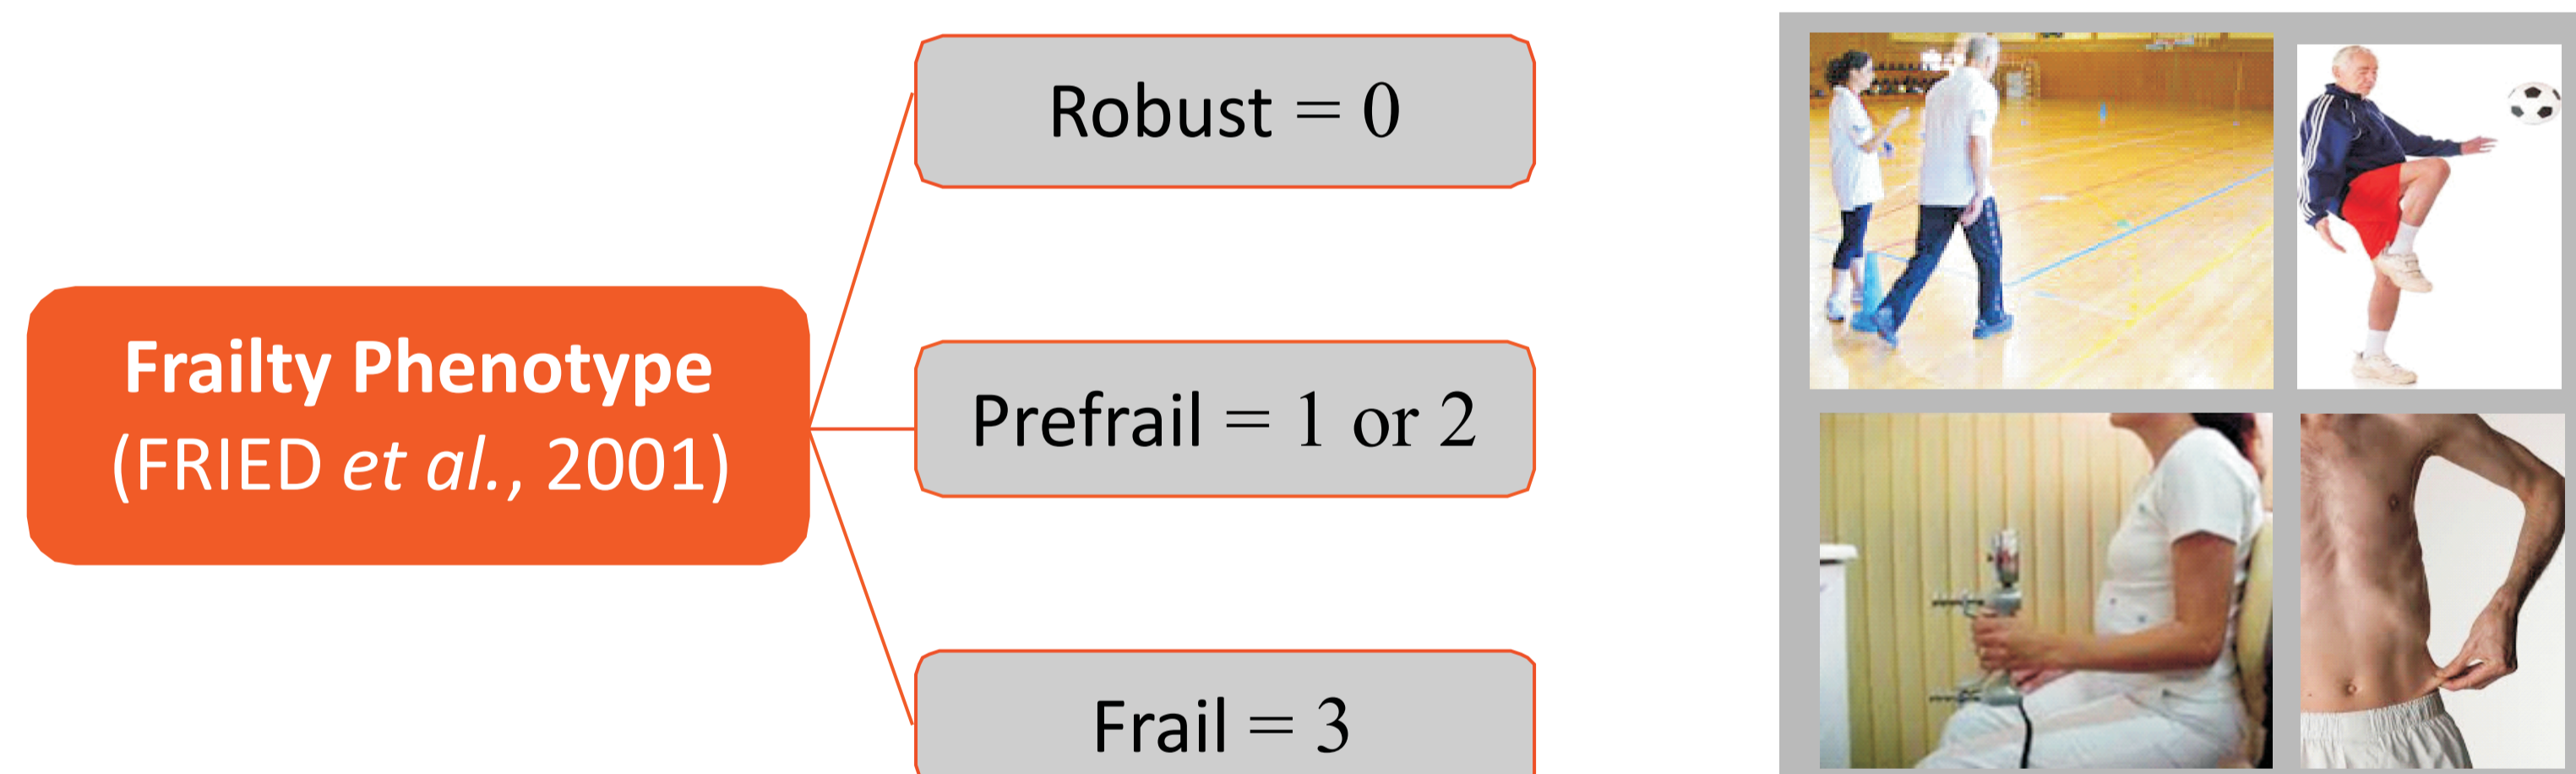 Robust = 0
Frailty Phenotype
(FRIED et al., 2001)
Prefrail = 1 or 2
Frail = 3